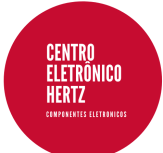 CENTRO
ELETRÔNICO
HERTZ
COMPONENTES ELETRONICOS